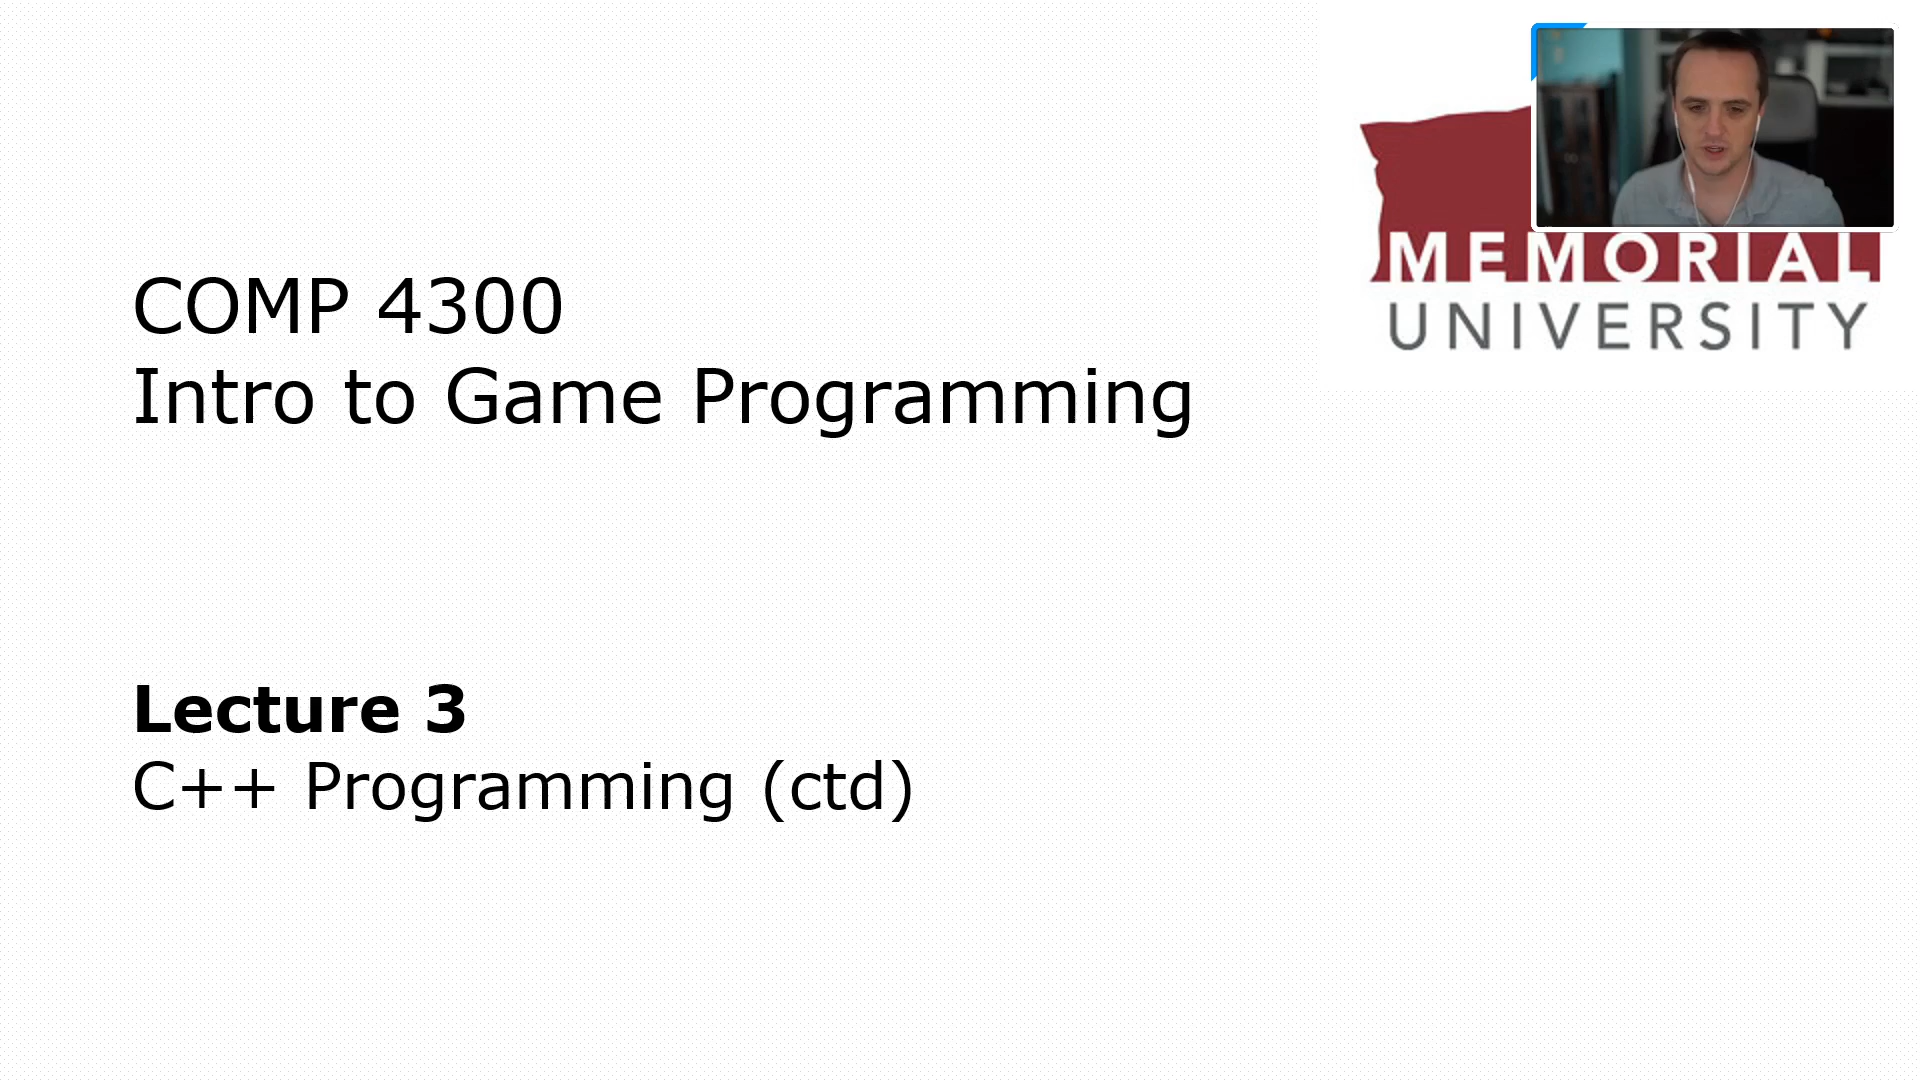 COMP 4300
Intro to Game Programming
MEMORIAL
UNIVERSITY
Lecture 3
C++ Programming (ctd)